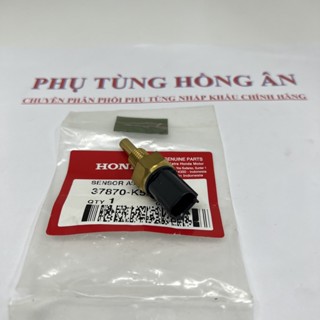 PHỤ TÙNG HỒNG ÂN
CHUYÊN PHÂN PHỐI PHỤ TÙNG NHẬP KHẨU CHÍNH HÃNG
HONDA
GENUINE PARTS
SENSOR
37870-K
QTY 1